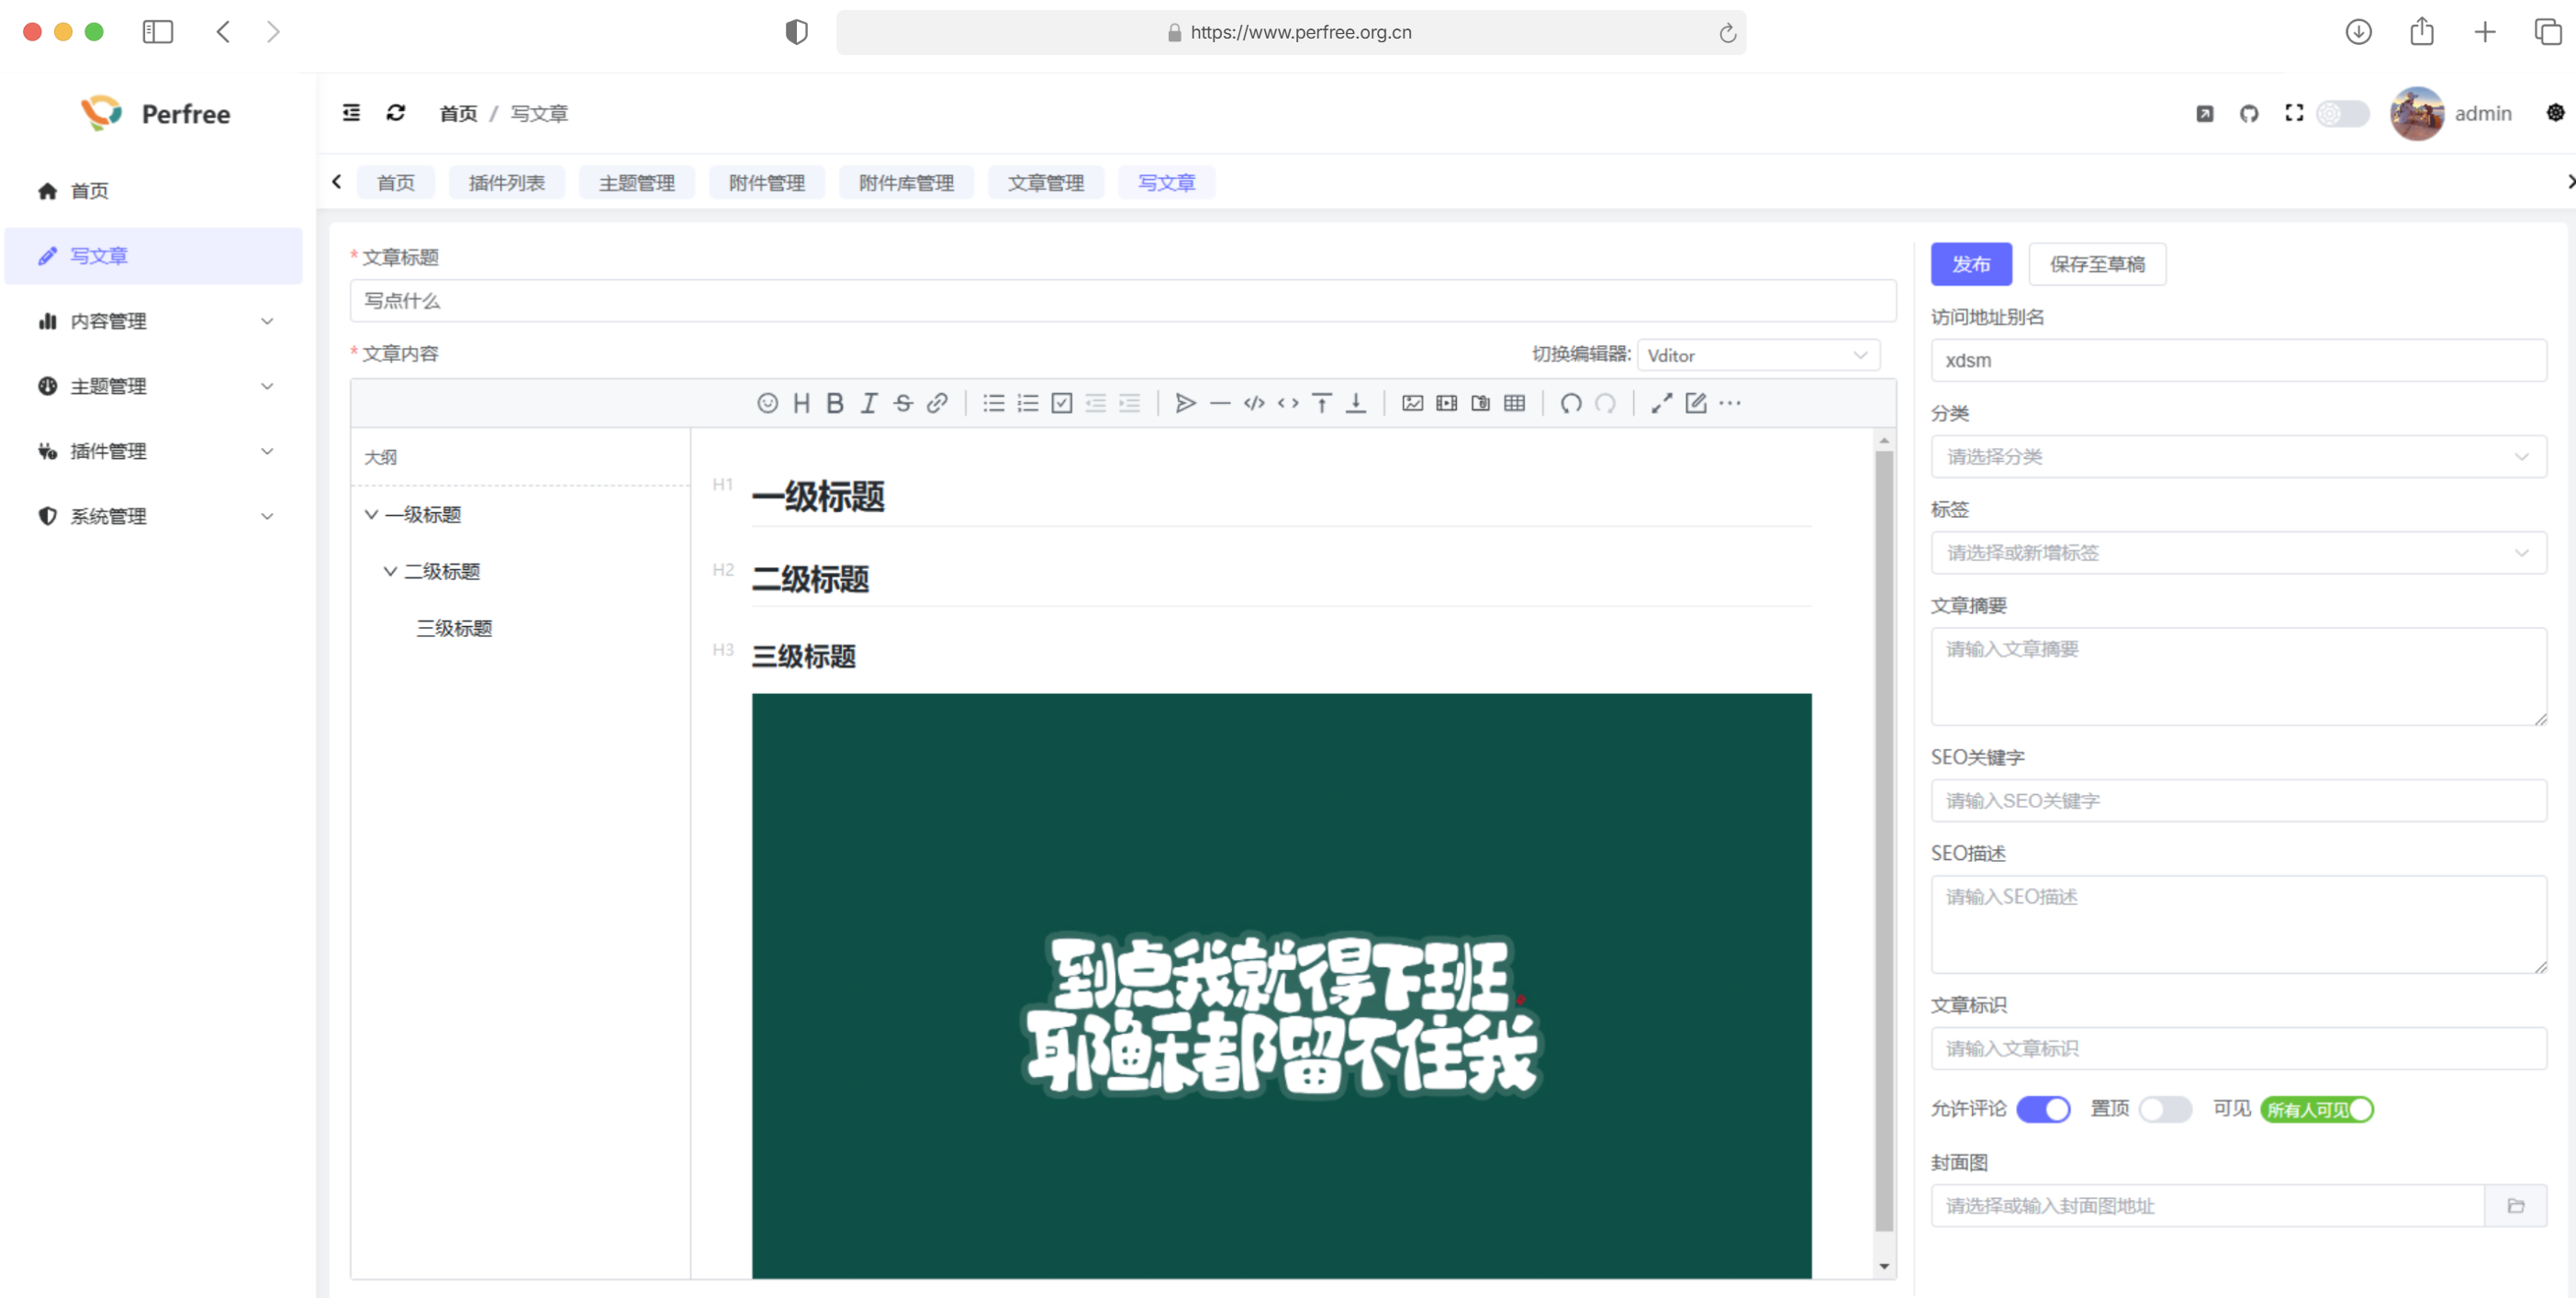 https://www.perfree.org.cn
Perfree
首页 / 写文章
admin
首页
插件列表
主题管理
附件管理
附件库管理
文章管理
写文章
首页
写文章
内容管理
主题管理
插件管理
系统管理
* 文章标题
写点什么
* 文章内容
切换编辑器:
Vditor
大纲
一级标题
二级标题
三级标题
H1 一级标题
H2 二级标题
H3 三级标题
到点我就得下班
耶稣都留不住我
发布
保存至草稿
访问地址别名
xdsm
分类
请选择分类
标签
请选择或新增标签
文章摘要
请输入文章摘要
SEO关键字
请输入SEO关键字
SEO描述
请输入SEO描述
文章标识
请输入文章标识
允许评论
置顶
可见
所有人可见
封面图
请选择或输入封面图地址